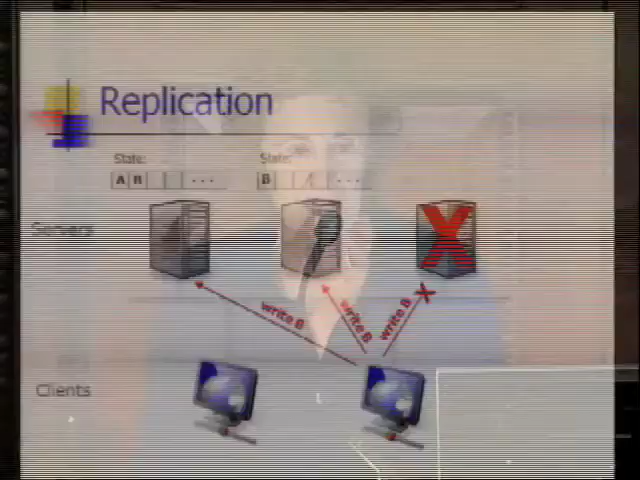 Replication
State: State:
A B ... B ...
Servers
write B write B write B
Clients